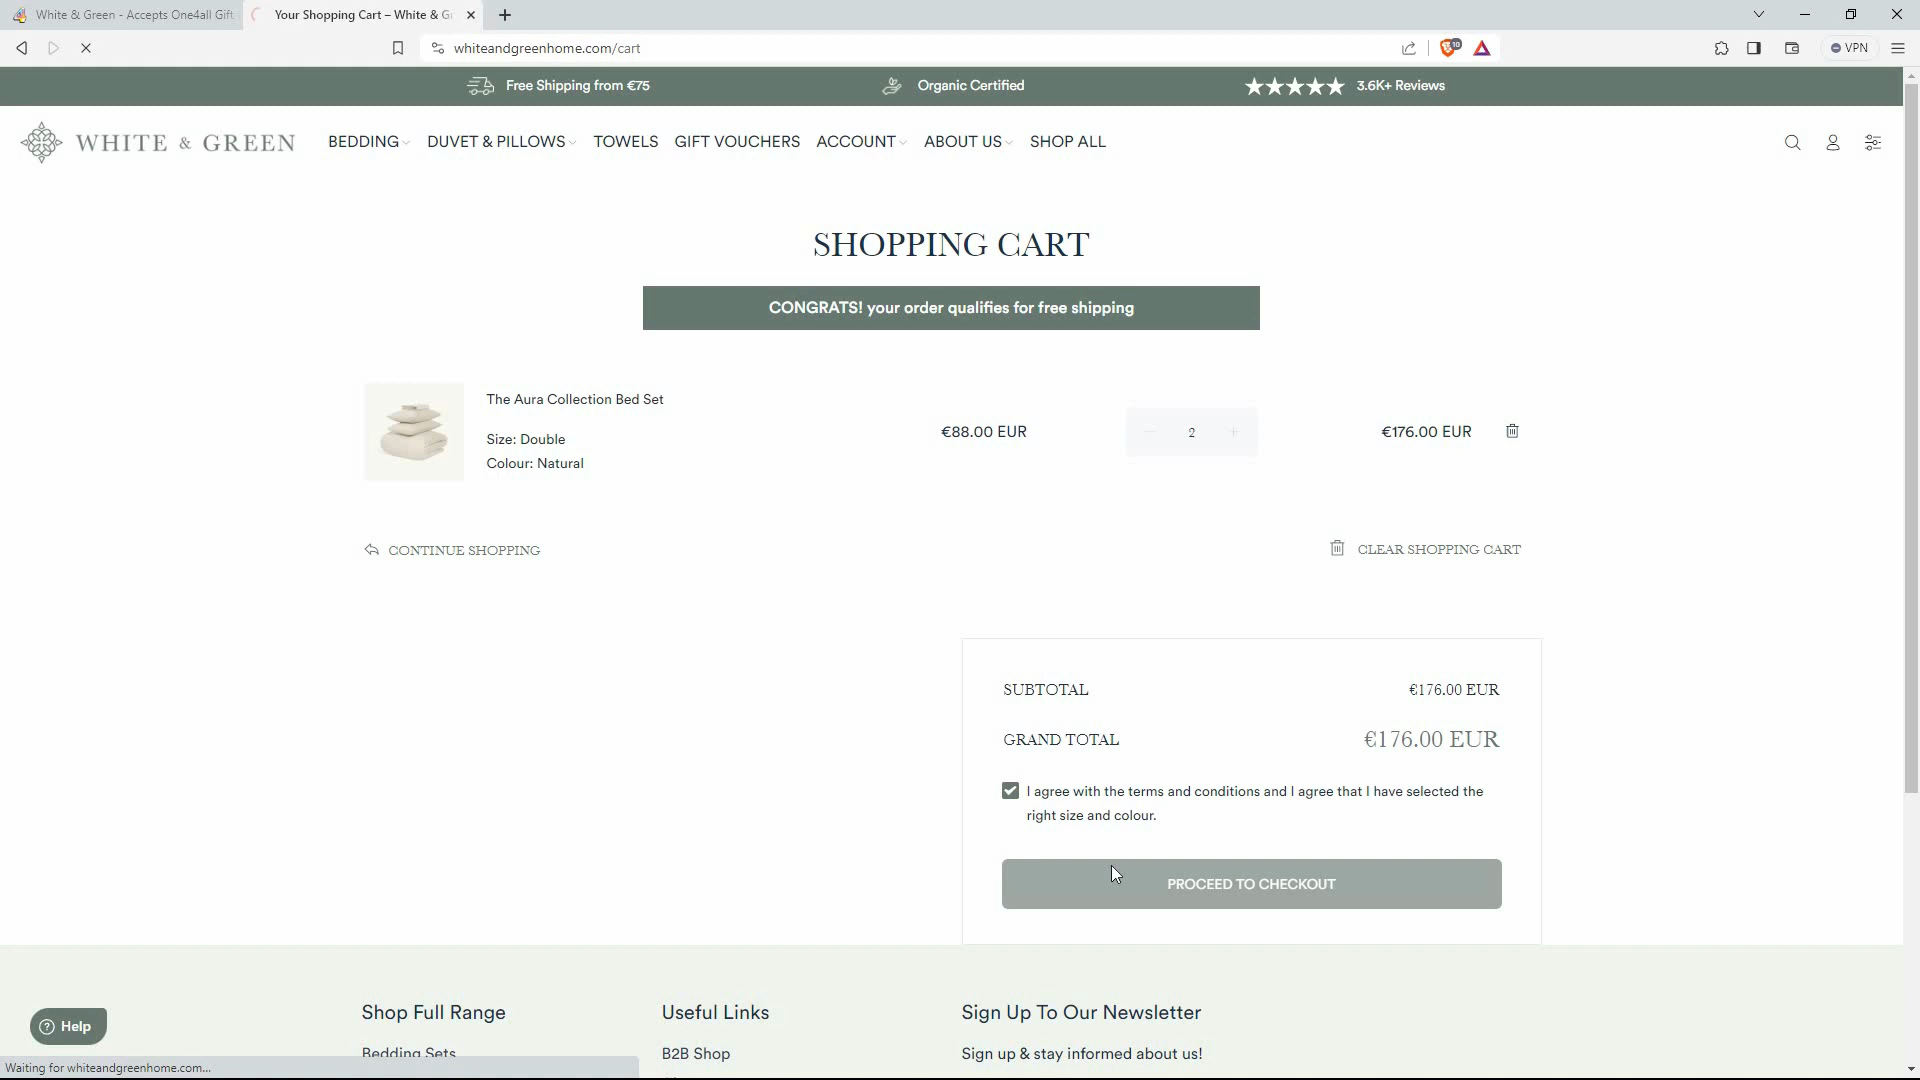 White & Green - Accepts One4all Gift
Your Shopping Cart – White & G
whiteandgreenhome.com/cart
10
VPN
Free Shipping from €75
Organic Certified
3.6K+ Reviews
WHITE & GREEN
BEDDING
DUVET & PILLOWS
TOWELS
GIFT VOUCHERS
ACCOUNT
ABOUT US
SHOP ALL
SHOPPING CART
CONGRATS! your order qualifies for free shipping
The Aura Collection Bed Set
Size: Double
Colour: Natural
€88.00 EUR
2
€176.00 EUR
CONTINUE SHOPPING
CLEAR SHOPPING CART
SUBTOTAL
€176.00 EUR
GRAND TOTAL
€176.00 EUR
I agree with the terms and conditions and I agree that I have selected the
right size and colour.
PROCEED TO CHECKOUT
Shop Full Range
Useful Links
Sign Up To Our Newsletter
Help
Bedding Sets
B2B Shop
Sign up & stay informed about us!
Waiting for whiteandgreenhome.com...